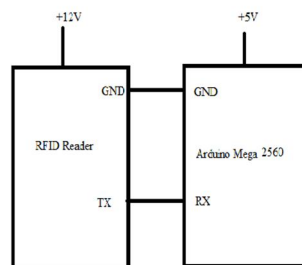 +12V
+5V
GND
GND
RFID Reader
Arduino Mega 2560
TX
RX